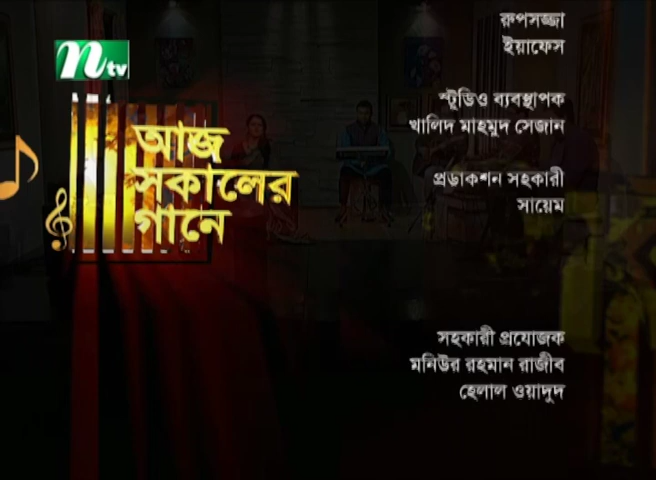 ntv
আজ
সকালের
গানে
রুপসজ্জা
ইয়াফেস
স্টুডিও ব্যবস্থাপক
খালিদ মাহমুদ সেজান
প্রডাকশন সহকারী
সায়েম
সহকারী প্রযোজক
মনিউর রহমান রাজীব
হেলাল ওয়াদুদ